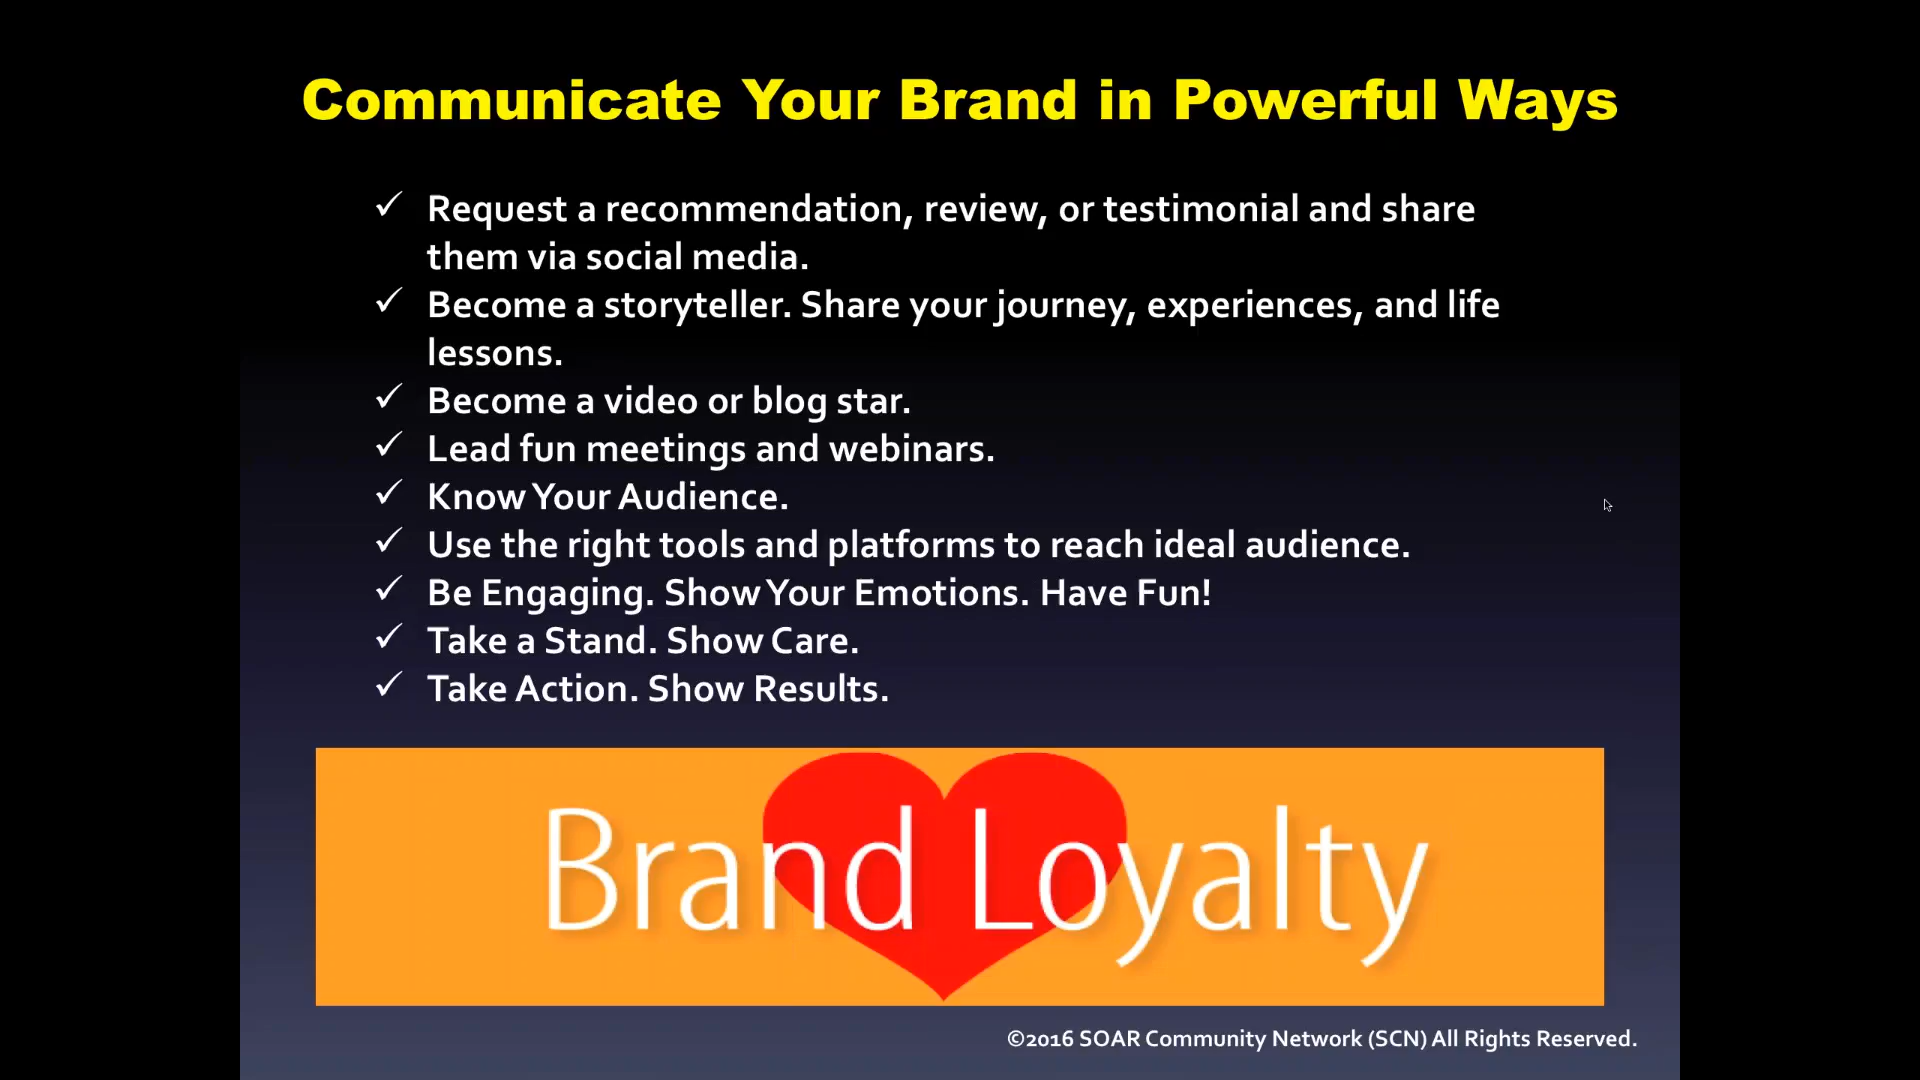 Communicate Your Brand in Powerful Ways
✓ Request a recommendation, review, or testimonial and share
them via social media.
✓ Become a storyteller. Share your journey, experiences, and life
lessons.
✓ Become a video or blog star.
✓ Lead fun meetings and webinars.
✓ Know Your Audience.
✓ Use the right tools and platforms to reach ideal audience.
✓ Be Engaging. Show Your Emotions. Have Fun!
✓ Take a Stand. Show Care.
✓ Take Action. Show Results.
Brand Loyalty
©2016 SOAR Community Network (SCN) All Rights Reserved.